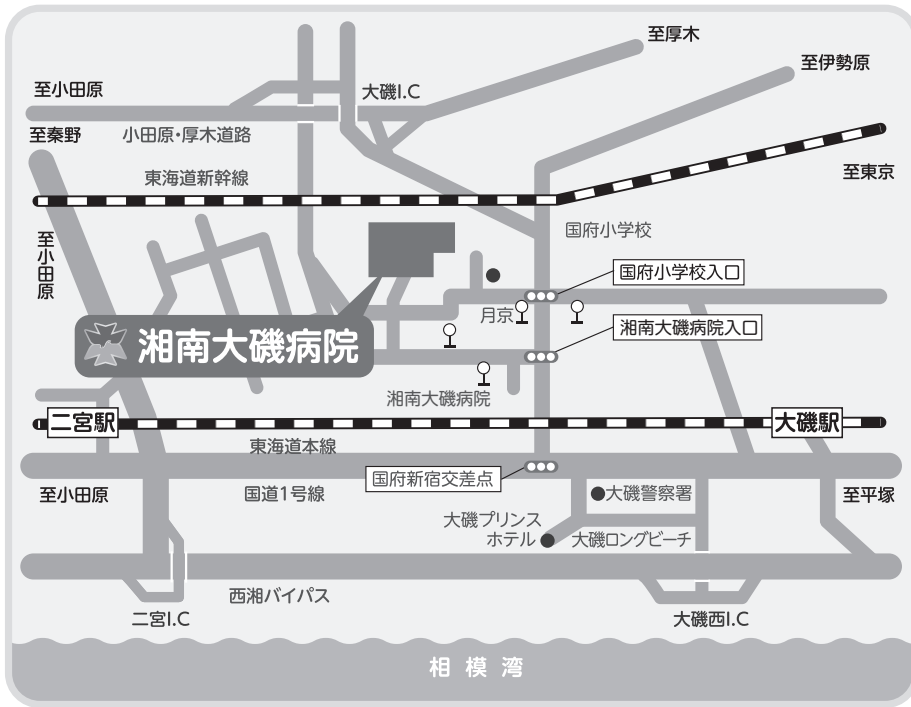 至厚木
至伊勢原
至小田原
大磯I.C
至秦野
小田原・厚木道路
東海道新幹線
至東京
至小田原
国府小学校
国府小学校入口
月京
湘南大磯病院入口
湘南大磯病院
湘南大磯病院
二宮駅
大磯駅
東海道本線
国府新宿交差点
至小田原
国道1号線
大磯警察署
至平塚
大磯プリンス
ホテル
大磯ロングビーチ
西湘バイパス
二宮I.C
大磯西I.C
相模湾